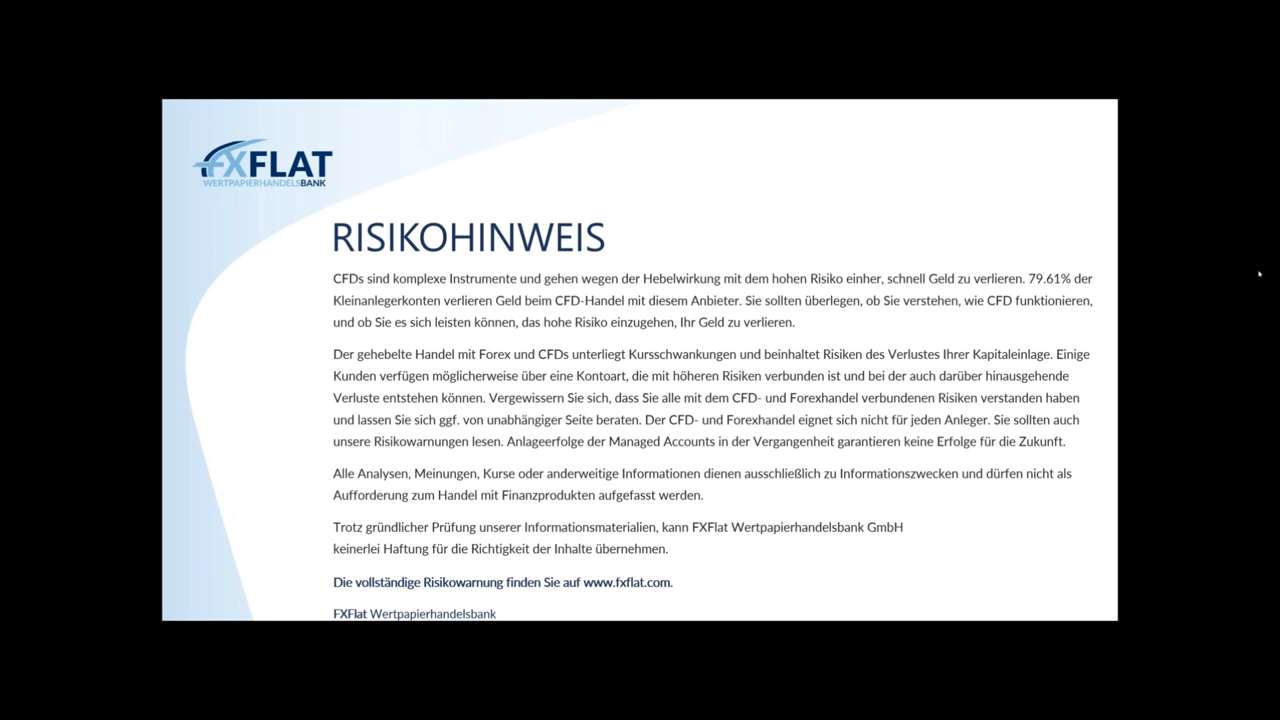 FXFLAT
WERTPAPIERHANDELSBANK
RISIKOHINWEIS
CFDs sind komplexe Instrumente und gehen wegen der Hebelwirkung mit dem hohen Risiko einher, schnell Geld zu verlieren. 79.61% der
Kleinanlegerkonten verlieren Geld beim CFD-Handel mit diesem Anbieter. Sie sollten überlegen, ob Sie verstehen, wie CFD funktionieren,
und ob Sie es sich leisten können, das hohe Risiko einzugehen, Ihr Geld zu verlieren.
Der gehebelte Handel mit Forex und CFDs unterliegt Kursschwankungen und beinhaltet Risiken des Verlustes Ihrer Kapitaleinlage. Einige
Kunden verfügen möglicherweise über eine Kontoart, die mit höheren Risiken verbunden ist und bei der auch darüber hinausgehende
Verluste entstehen können. Vergewissern Sie sich, dass Sie alle mit dem CFD- und Forexhandel verbundenen Risiken verstanden haben
und lassen Sie sich ggf. von unabhängiger Seite beraten. Der CFD- und Forexhandel eignet sich nicht für jeden Anleger. Sie sollten auch
unsere Risikowarnungen lesen. Anlageerfolge der Managed Accounts in der Vergangenheit garantieren keine Erfolge für die Zukunft.
Alle Analysen, Meinungen, Kurse oder anderweitige Informationen dienen ausschließlich zu Informationszwecken und dürfen nicht als
Aufforderung zum Handel mit Finanzprodukten aufgefasst werden.
Trotz gründlicher Prüfung unserer Informationsmaterialien, kann FXFlat Wertpapierhandelsbank GmbH
keinerlei Haftung für die Richtigkeit der Inhalte übernehmen.
Die vollständige Risikowarnung finden Sie auf www.fxflat.com.
FXFlat Wertpapierhandelsbank